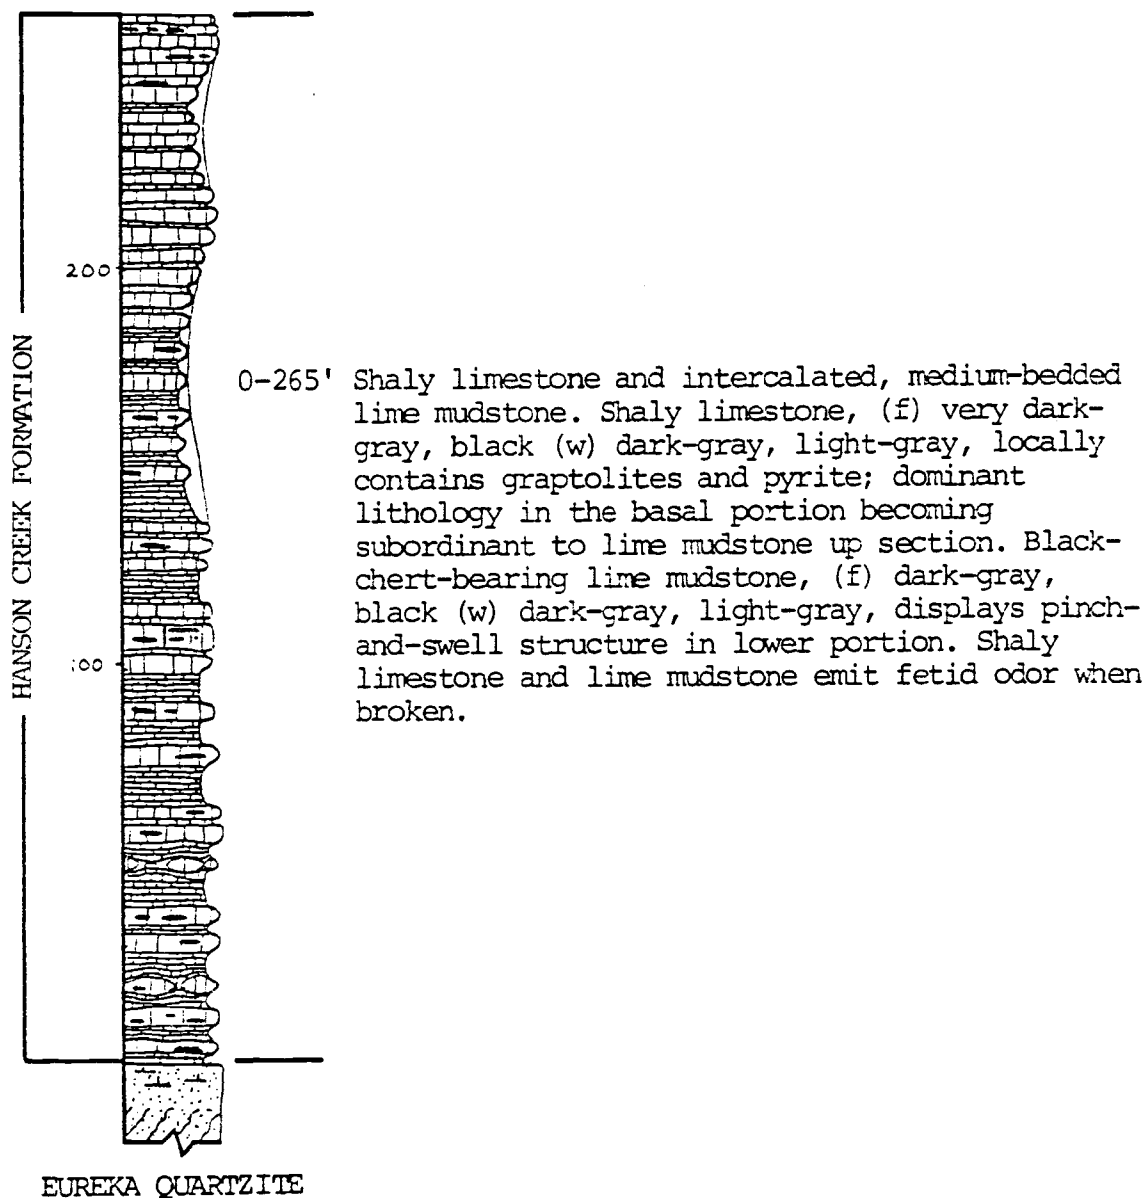 200
HANSON CREEK FORMATION
0-265' Shaly limestone and intercalated, medium-bedded
lime mudstone. Shaly limestone, (f) very dark-
gray, black (w) dark-gray, light-gray, locally
contains graptolites and pyrite; dominant
lithology in the basal portion becoming
subordinant to lime mudstone up section. Black-
chert-bearing lime mudstone, (f) dark-gray,
black (w) dark-gray, light-gray, displays pinch-
and-swell structure in lower portion. Shaly
limestone and lime mudstone emit fetid odor when
broken.
100
EUREKA QUARTZITE